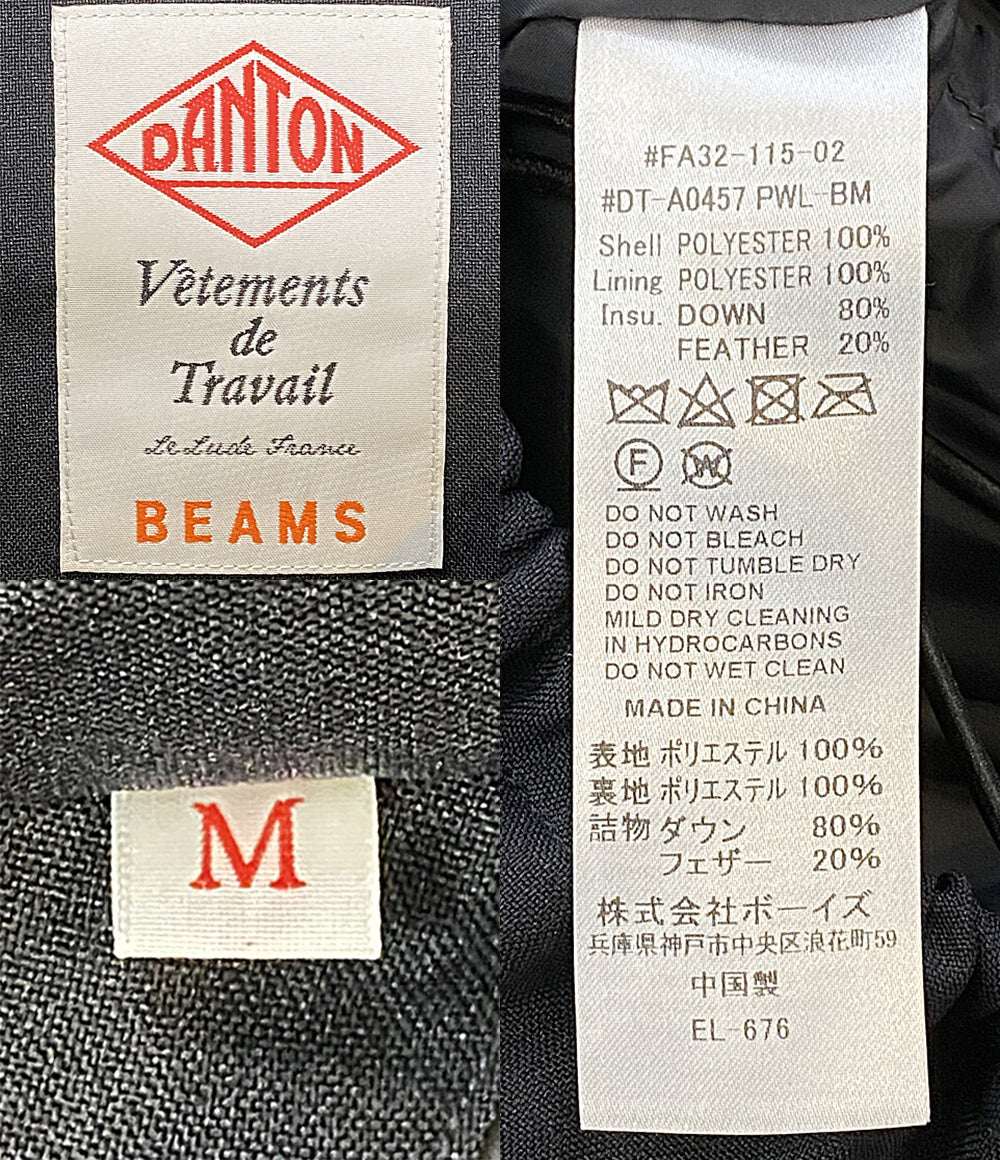 DANTON
Vêtements
de
Travail
Le Lude France
BEAMS
M
#FA32-115-02
#DT-A0457 PWL-BM
Shell POLYESTER 100%
Lining POLYESTER 100%
Insu. DOWN 80%
FEATHER 20%
F W
DO NOT WASH
DO NOT BLEACH
DO NOT TUMBLE DRY
DO NOT IRON
MILD DRY CLEANING
IN HYDROCARBONS
DO NOT WET CLEAN
MADE IN CHINA
表地 ポリエステル 100%
裏地 ポリエステル 100%
詰物 ダウン 80%
フェザー 20%
株式会社ボーイズ
兵庫県神戸市中央区浪花町59
中国製
EL-676